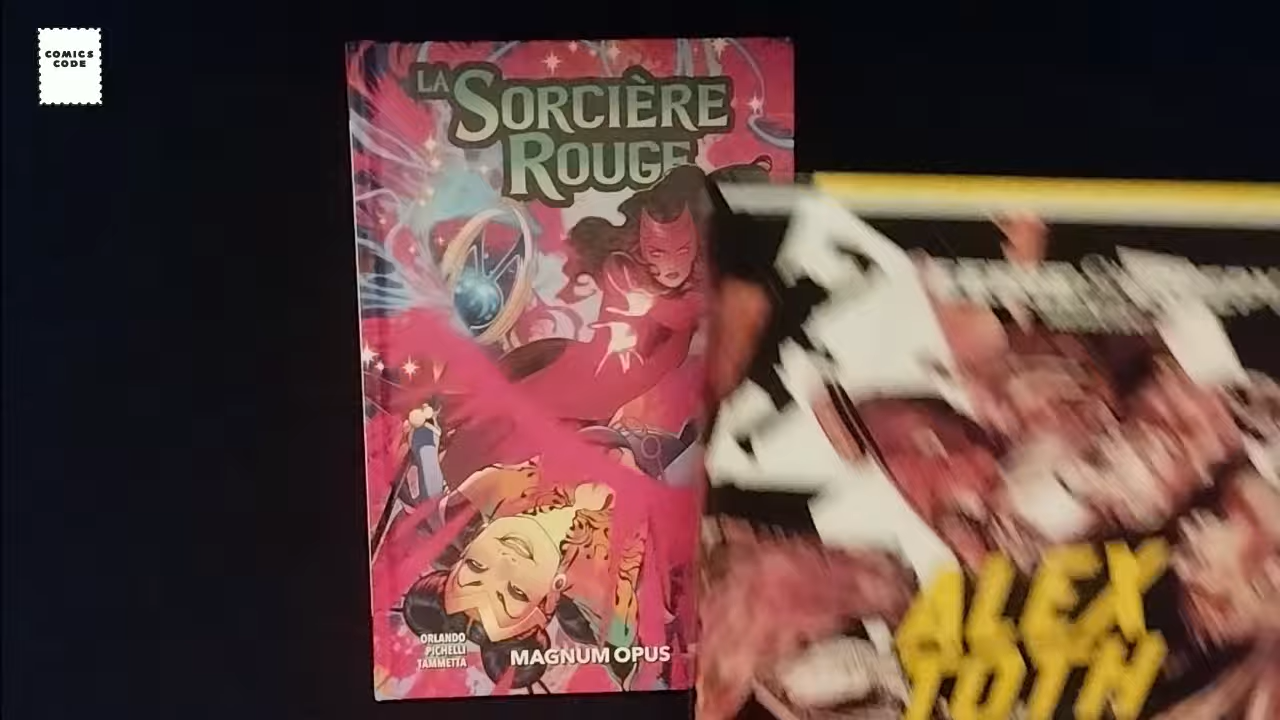 COMICS
CODE
LA
SORCIÈRE
ROUGE
ORLANDO
PICHELLI
TAMMETTA
MAGNUM OPUS
ALEX
TOTH